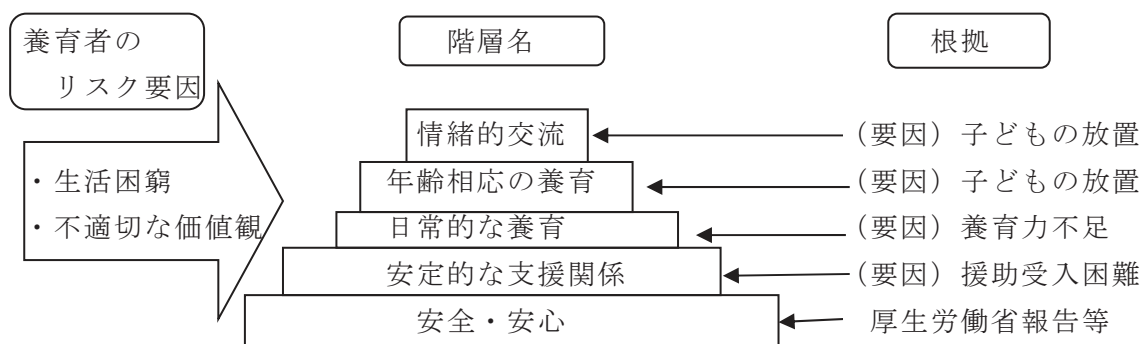 養育者の
リスク要因
階層名
根拠
・生活困窮
・不適切な価値観
情緒的交流
(要因)子どもの放置
年齢相応の養育
(要因)子どもの放置
日常的な養育
(要因)養育力不足
安定的な支援関係
(要因)援助受入困難
安全・安心
厚生労働省報告等